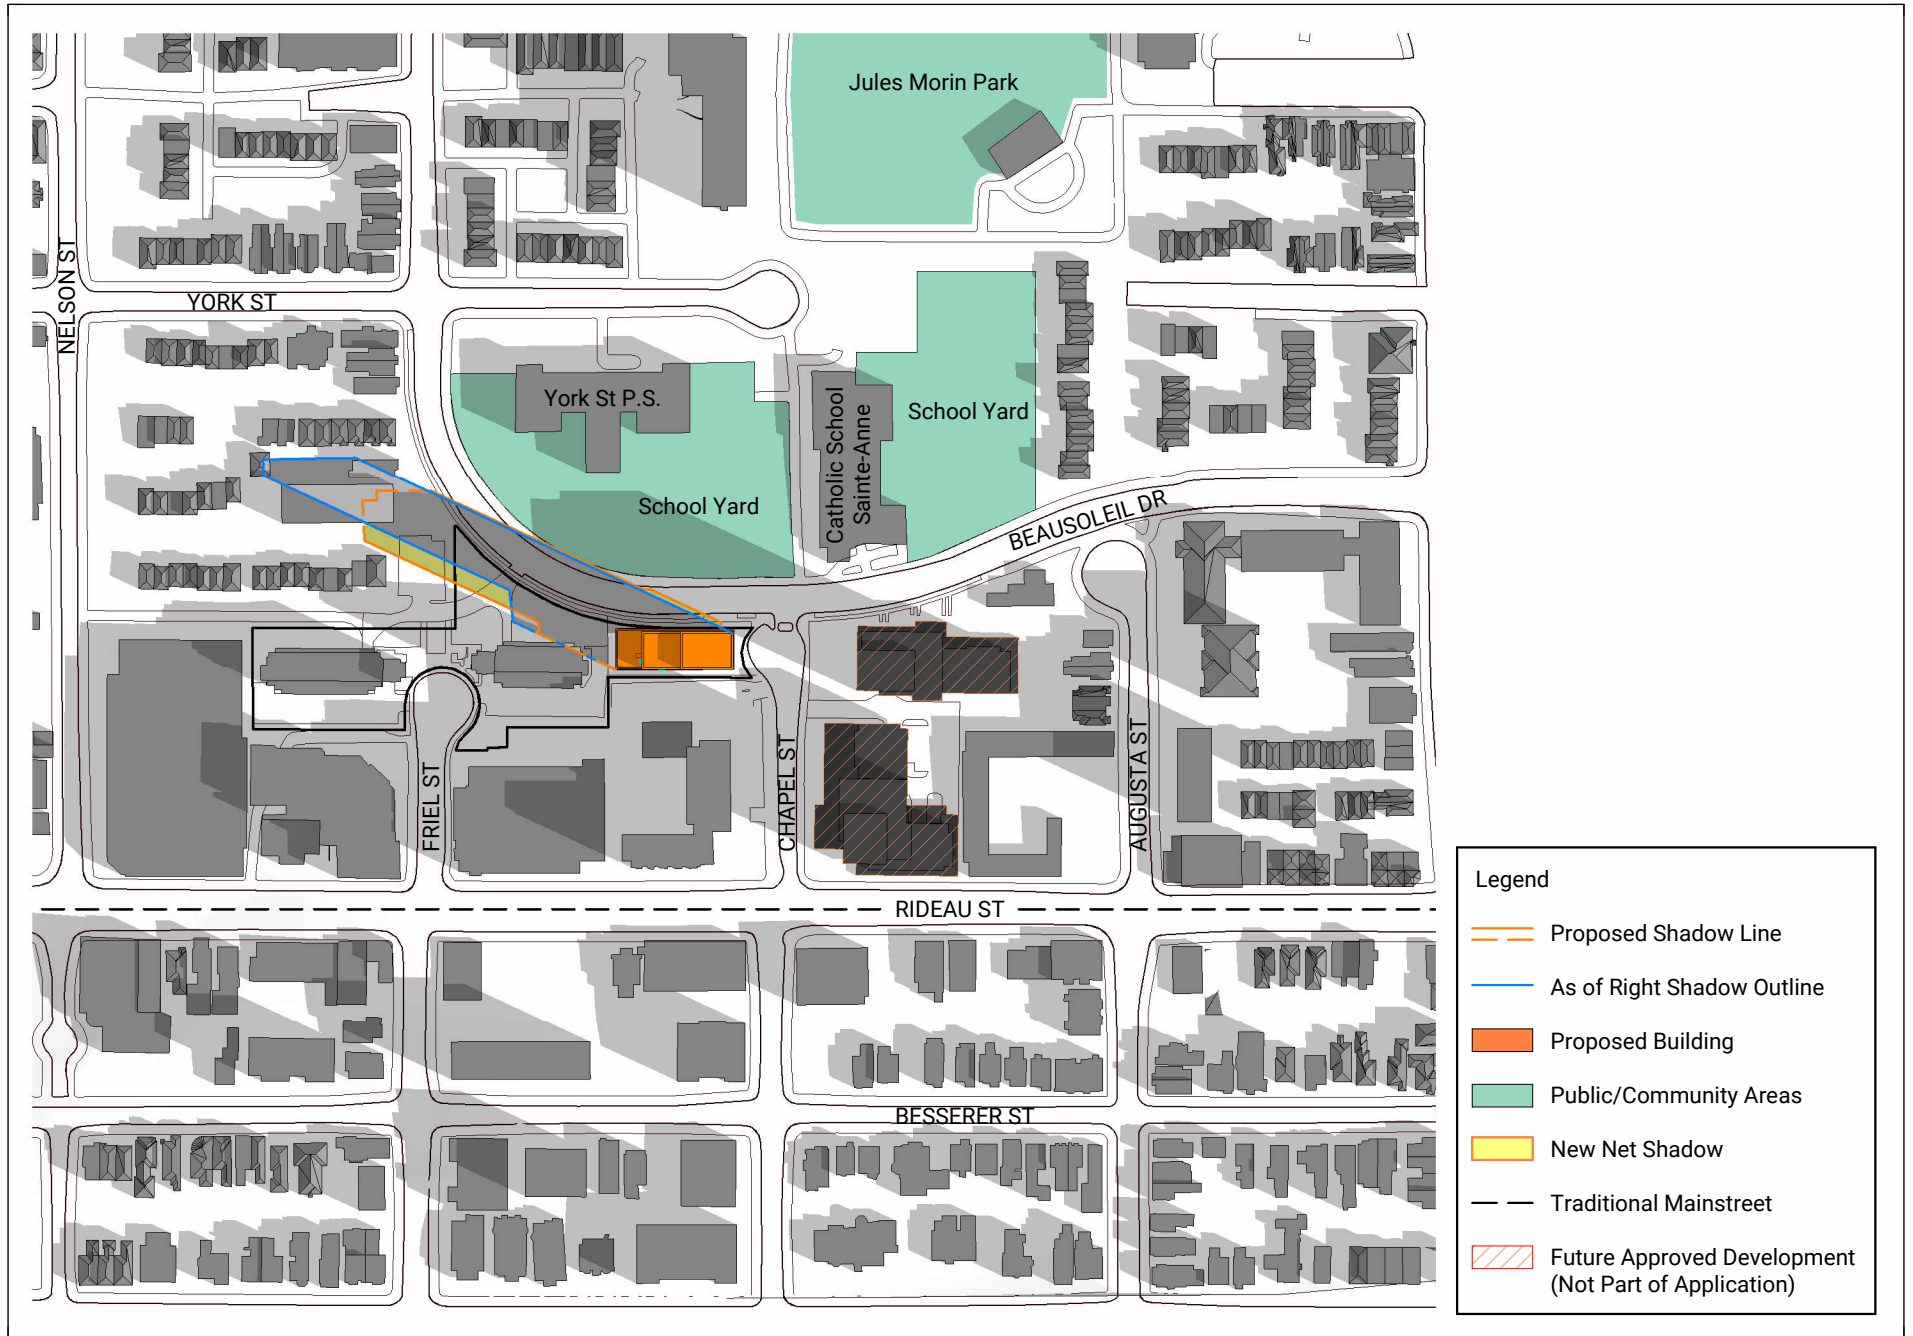 Jules Morin Park
NELSON ST
YORK ST
York St P.S.
School Yard
Catholic School
Sainte-Anne
School Yard
BEAUSOLEIL DR
FRIEL ST
CHAPEL ST
AUGUSTA ST
RIDEAU ST
BESSERER ST
Legend
Proposed Shadow Line
As of Right Shadow Outline
Proposed Building
Public/Community Areas
New Net Shadow
Traditional Mainstreet
Future Approved Development
(Not Part of Application)